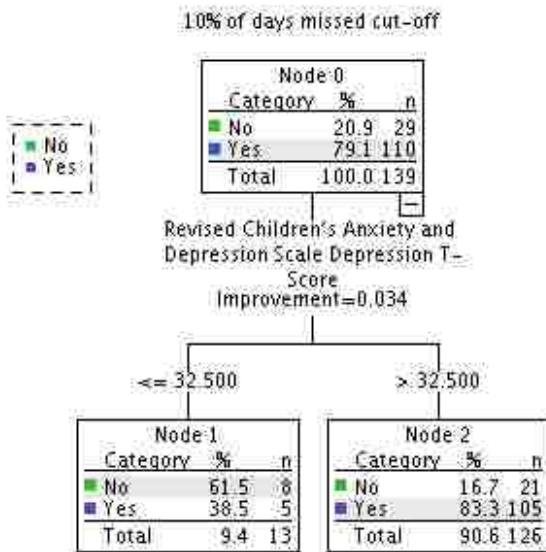 10% of days missed cut-off
No
Yes
Node 0
Category % n
No 20.9 29
Yes 79.1 110
Total 100.0 139
Revised Children's Anxiety and
Depression Scale Depression T-
Score
Improvement=0.034
<= 32.500
> 32.500
Node 1
Category % n
No 61.5 8
Yes 38.5 5
Total 9.4 13
Node 2
Category % n
No 16.7 21
Yes 83.3 105
Total 90.6 126